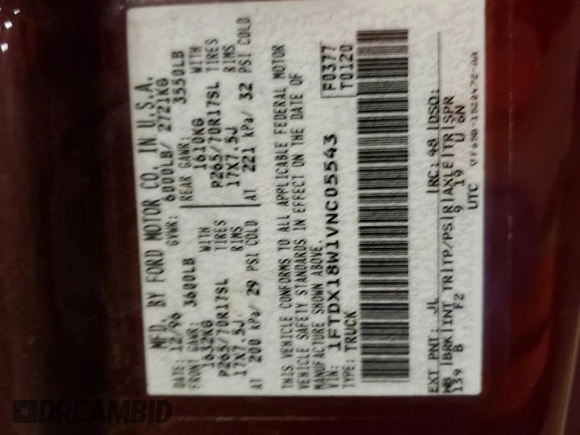 MFD. BY FORD MOTOR CO. IN U.S.A.
DATE: 12/96 GVWR: 6000LB/ 2721KG
FRONT GAWR: 3600LB REAR GAWR: 3550LB
1632KG WITH 1610KG WITH
P265/70R17SL TIRES P265/70R17SL TIRES
17X7.5J RIMS 17X7.5J RIMS
AT 200 kPa/ 29 PSI COLD AT 221 kPa/ 32 PSI COLD
THIS VEHICLE CONFORMS TO ALL APPLICABLE FEDERAL MOTOR
VEHICLE SAFETY STANDARDS IN EFFECT ON THE DATE OF
MANUFACTURE SHOWN ABOVE.
VIN: 1FTDX18W1VNC05543 F0377
TYPE: TRUCK T0120
EXT PNT: JL RC: 48 DSO:
WB BRK INT TR TP/PS R AXLE TR SPR
139 B F2 9 19 U 6N
UTC
DREAMBID